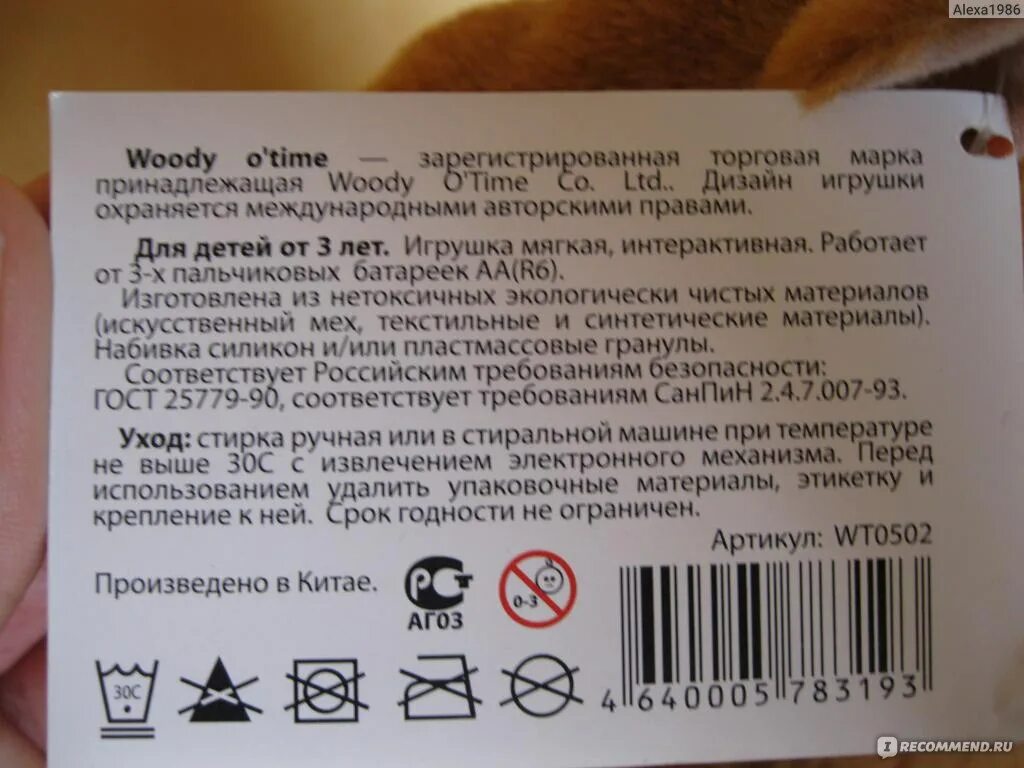 Alexa1986
Woody o'time — зарегистрированная торговая марка
принадлежащая Woody O'Time Co. Ltd.. Дизайн игрушки
охраняется международными авторскими правами.
Для детей от 3 лет. Игрушка мягкая, интерактивная. Работает
от 3-х пальчиковых батареек АА(R6).
Изготовлена из нетоксичных экологически чистых материалов
(искусственный мех, текстильные и синтетические материалы).
Набивка силикон и/или пластмассовые гранулы.
Соответствует Российским требованиям безопасности:
ГОСТ 25779-90, соответствует требованиям СанПиН 2.4.7.007-93.
Уход: стирка ручная или в стиральной машине при температуре
не выше 30С с извлечением электронного механизма. Перед
использованием удалить упаковочные материалы, этикетку и
крепление к ней. Срок годности не ограничен.
Артикул: WT0502
Произведено в Китае.
РСТ
АГ03
0-3
30С
4 640005 783193
IRECOMMEND.RU